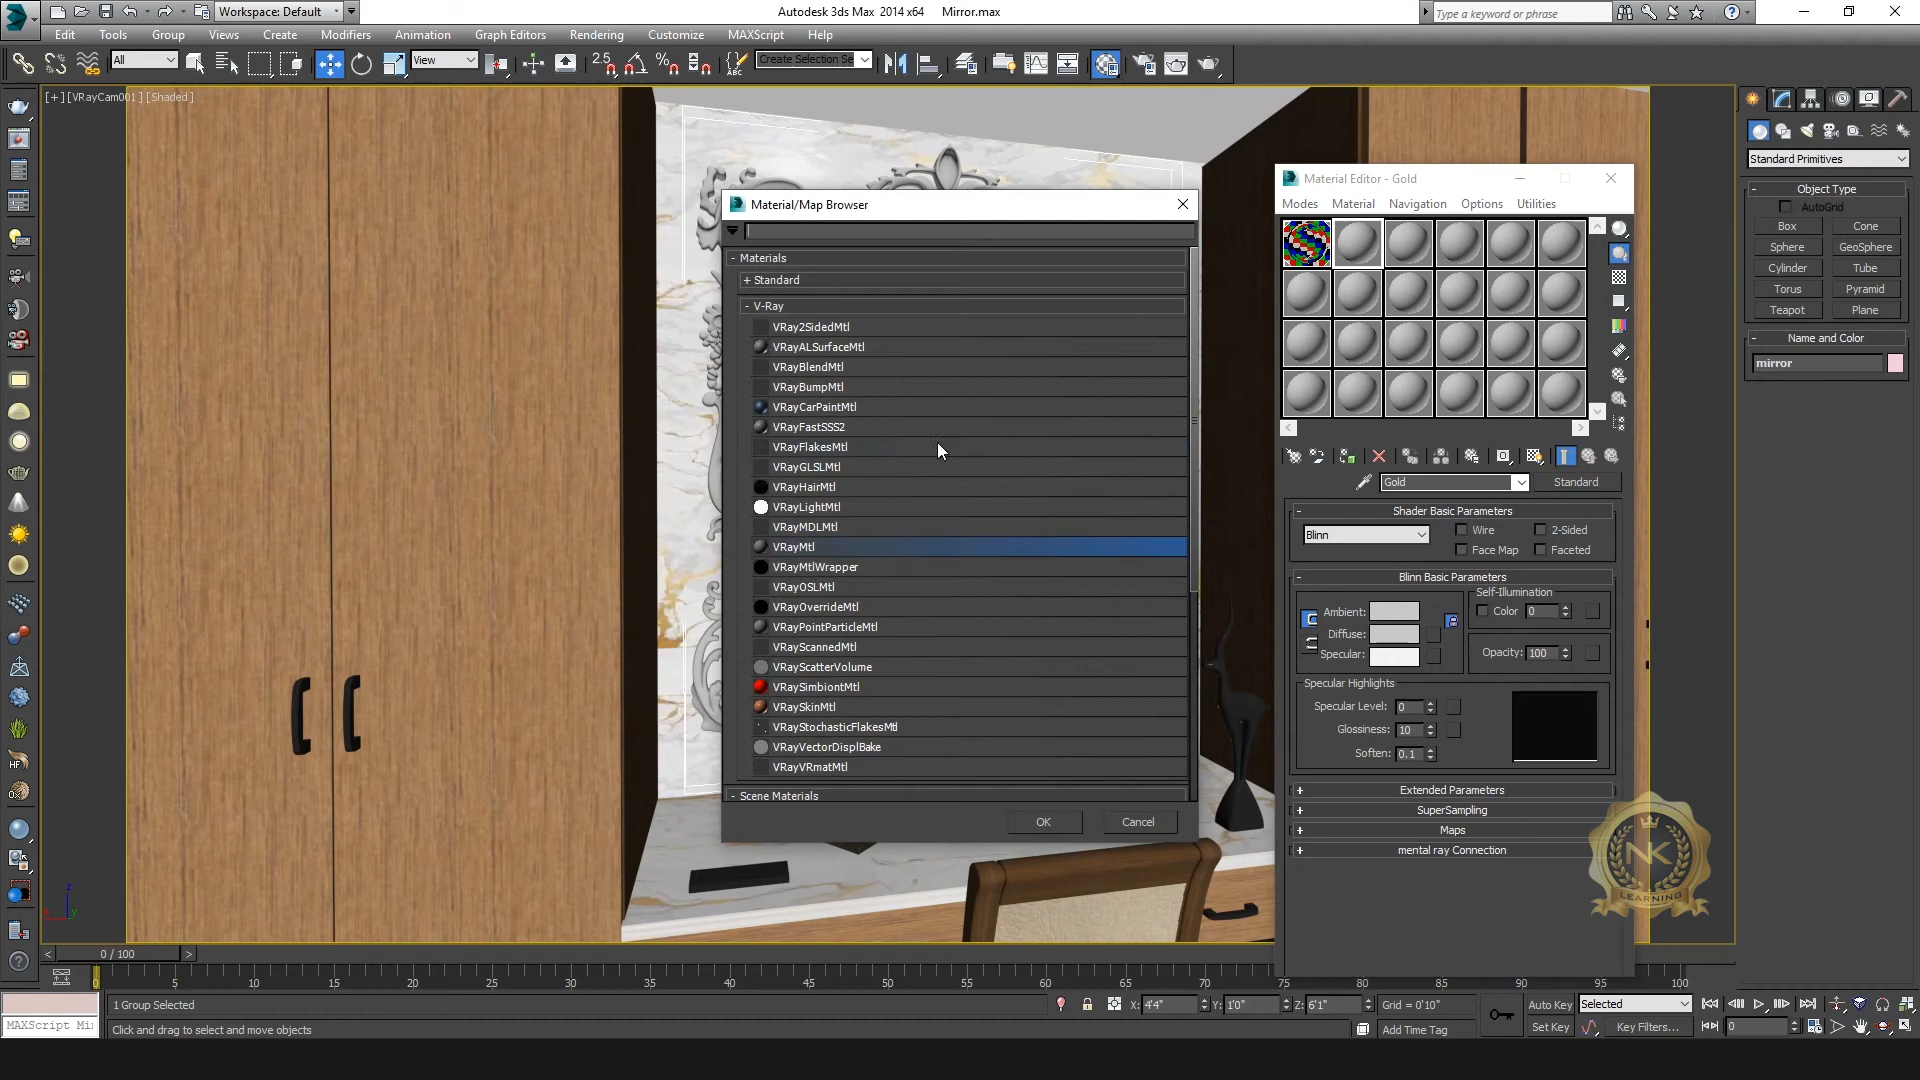 Workspace: Default
Autodesk 3ds Max 2014 x64 Mirror.max
Type a keyword or phrase
Edit Tools Group Views Create Modifiers Animation Graph Editors Rendering Customize MAXScript Help
All
View
2.5
Create Selection Se
[+] [VRayCam001] [Shaded]
Material/Map Browser
- Materials
+ Standard
- V-Ray
VRay2SidedMtl
VRayALSurfaceMtl
VRayBlendMtl
VRayBumpMtl
VRayCarPaintMtl
VRayFastSSS2
VRayFlakesMtl
VRayGLSLMtl
VRayHairMtl
VRayLightMtl
VRayMDLMtl
VRayMtl
VRayMtlWrapper
VRayOSLMtl
VRayOverrideMtl
VRayPointParticleMtl
VRayScannedMtl
VRayScatterVolume
VRaySimbiontMtl
VRaySkinMtl
VRayStochasticFlakesMtl
VRayVectorDisplBake
VRayVRmatMtl
- Scene Materials
OK Cancel
Material Editor - Gold
Modes Material Navigation Options Utilities
Gold Standard
- Shader Basic Parameters
Blinn
Wire 2-Sided
Face Map Faceted
- Blinn Basic Parameters
Self-Illumination
Ambient:
Color 0
Diffuse:
Specular:
Opacity: 100
Specular Highlights
Specular Level: 0
Glossiness: 10
Soften: 0.1
+ Extended Parameters
+ SuperSampling
+ Maps
+ mental ray Connection
NK
LEARNING
Standard Primitives
- Object Type
AutoGrid
Box Cone
Sphere GeoSphere
Cylinder Tube
Torus Pyramid
Teapot Plane
- Name and Color
mirror
HF
z
x
y
< 0 / 100 >
0 5 10 15 20 25 30 35 40 45 50 55 60 65 70 75 80 85 90 95 100
1 Group Selected
X: 4'4" Y: 1'0" Z: 6'1" Grid = 0'10"
Auto Key Selected
MAXScript Mi
Click and drag to select and move objects
Add Time Tag
Set Key Key Filters... 0